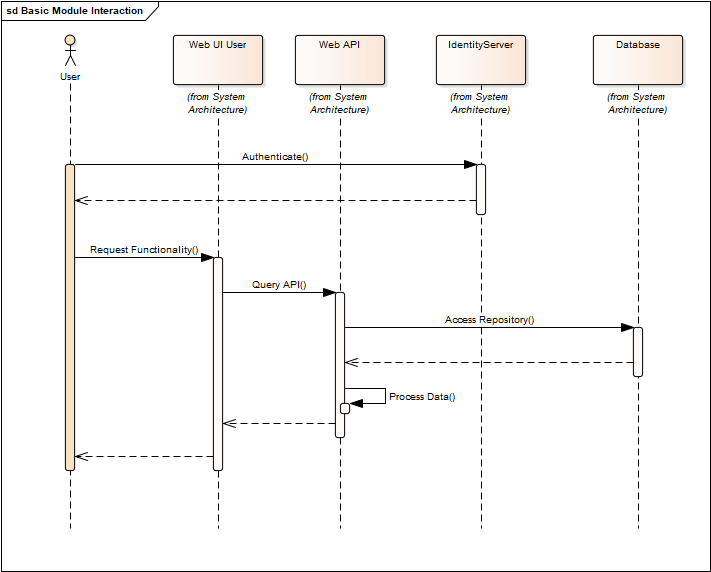 sd Basic Module Interaction
User
Web UI User
Web API
IdentityServer
Database
(from System
Architecture)
(from System
Architecture)
(from System
Architecture)
(from System
Architecture)
Authenticate()
Request Functionality()
Query API()
Access Repository()
Process Data()